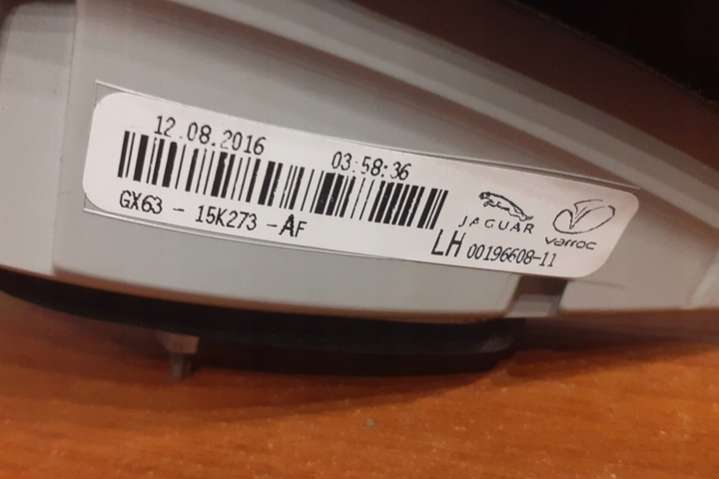 12.08.2016 03:58:36
GX63 - 15K273 - AF
JAGUAR
varroc
LH 00196608-11